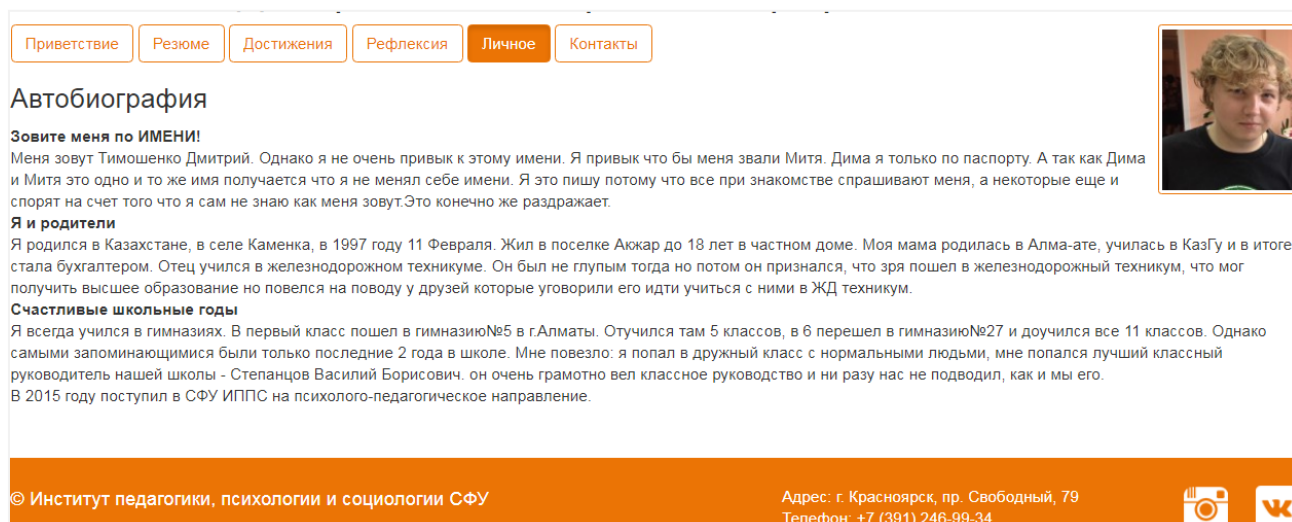 Приветствие Резюме Достижения Рефлексия Личное Контакты
Автобиография
Зовите меня по ИМЕНИ!
Меня зовут Тимошенко Дмитрий. Однако я не очень привык к этому имени. Я привык что бы меня звали Митя. Дима я только по паспорту. А так как Дима
и Митя это одно и то же имя получается что я не менял себе имени. Я это пишу потому что все при знакомстве спрашивают меня, а некоторые еще и
спорят на счет того что я сам не знаю как меня зовут.Это конечно же раздражает.
Я и родители
Я родился в Казахстане, в селе Каменка, в 1997 году 11 Февраля. Жил в поселке Акжар до 18 лет в частном доме. Моя мама родилась в Алма-ате, училась в КазГу и в итоге
стала бухгалтером. Отец учился в железнодорожном техникуме. Он был не глупым тогда но потом он признался, что зря пошел в железнодорожный техникум, что мог
получить высшее образование но повелся на поводу у друзей которые уговорили его идти учиться с ними в ЖД техникум.
Счастливые школьные годы
Я всегда учился в гимназиях. В первый класс пошел в гимназию№5 в г.Алматы. Отучился там 5 классов, в 6 перешел в гимназию№27 и доучился все 11 классов. Однако
самыми запоминающимися были только последние 2 года в школе. Мне повезло: я попал в дружный класс с нормальными людьми, мне попался лучший классный
руководитель нашей школы - Степанцов Василий Борисович. он очень грамотно вел классное руководство и ни разу нас не подводил, как и мы его.
В 2015 году поступил в СФУ ИППС на психолого-педагогическое направление.
© Институт педагогики, психологии и социологии СФУ
Адрес: г. Красноярск, пр. Свободный, 79
Телефон: +7 (391) 246-99-34